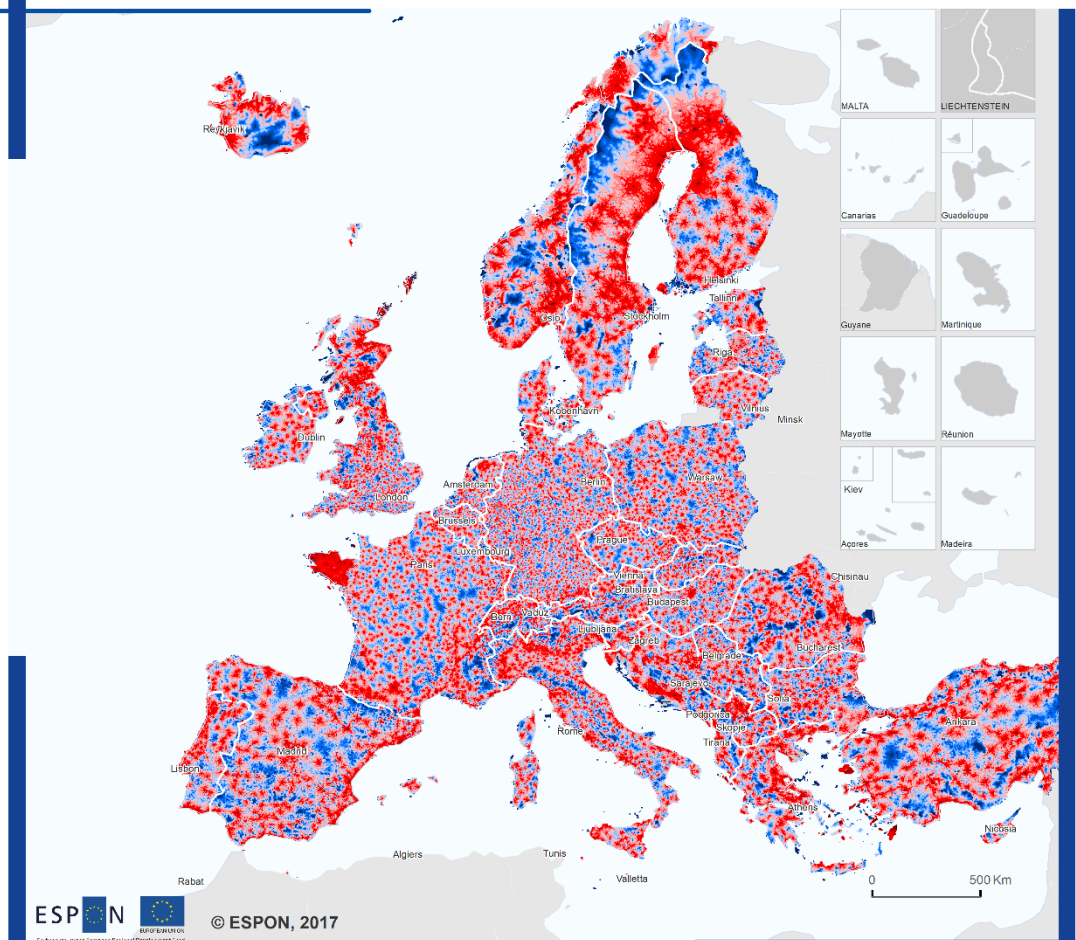 MALTA
LIECHTENSTEIN
Reykjavik
Canarias
Guadeloupe
Helsinki
Tallinn
Oslo
Stockholm
Guyane
Martinique
Riga
København
Vilnius
Minsk
Dublin
Mayotte
Réunion
Amsterdam
Berlin
Warsaw
London
Kiev
Brussels
Prague
Açores
Madeira
Luxembourg
Paris
Vienna
Chisinau
Bratislava
Budapest
Bern
Vaduz
Ljubljana
Zagreb
Bucharest
Belgrade
Sarajevo
Sofia
Podgorica
Ankara
Skopje
Rome
Tirana
Madrid
Lisbon
Athens
Nicosia
Algiers
Tunis
Valletta
Rabat
0 500 Km
ESPON
EUROPEAN UNION
© ESPON, 2017